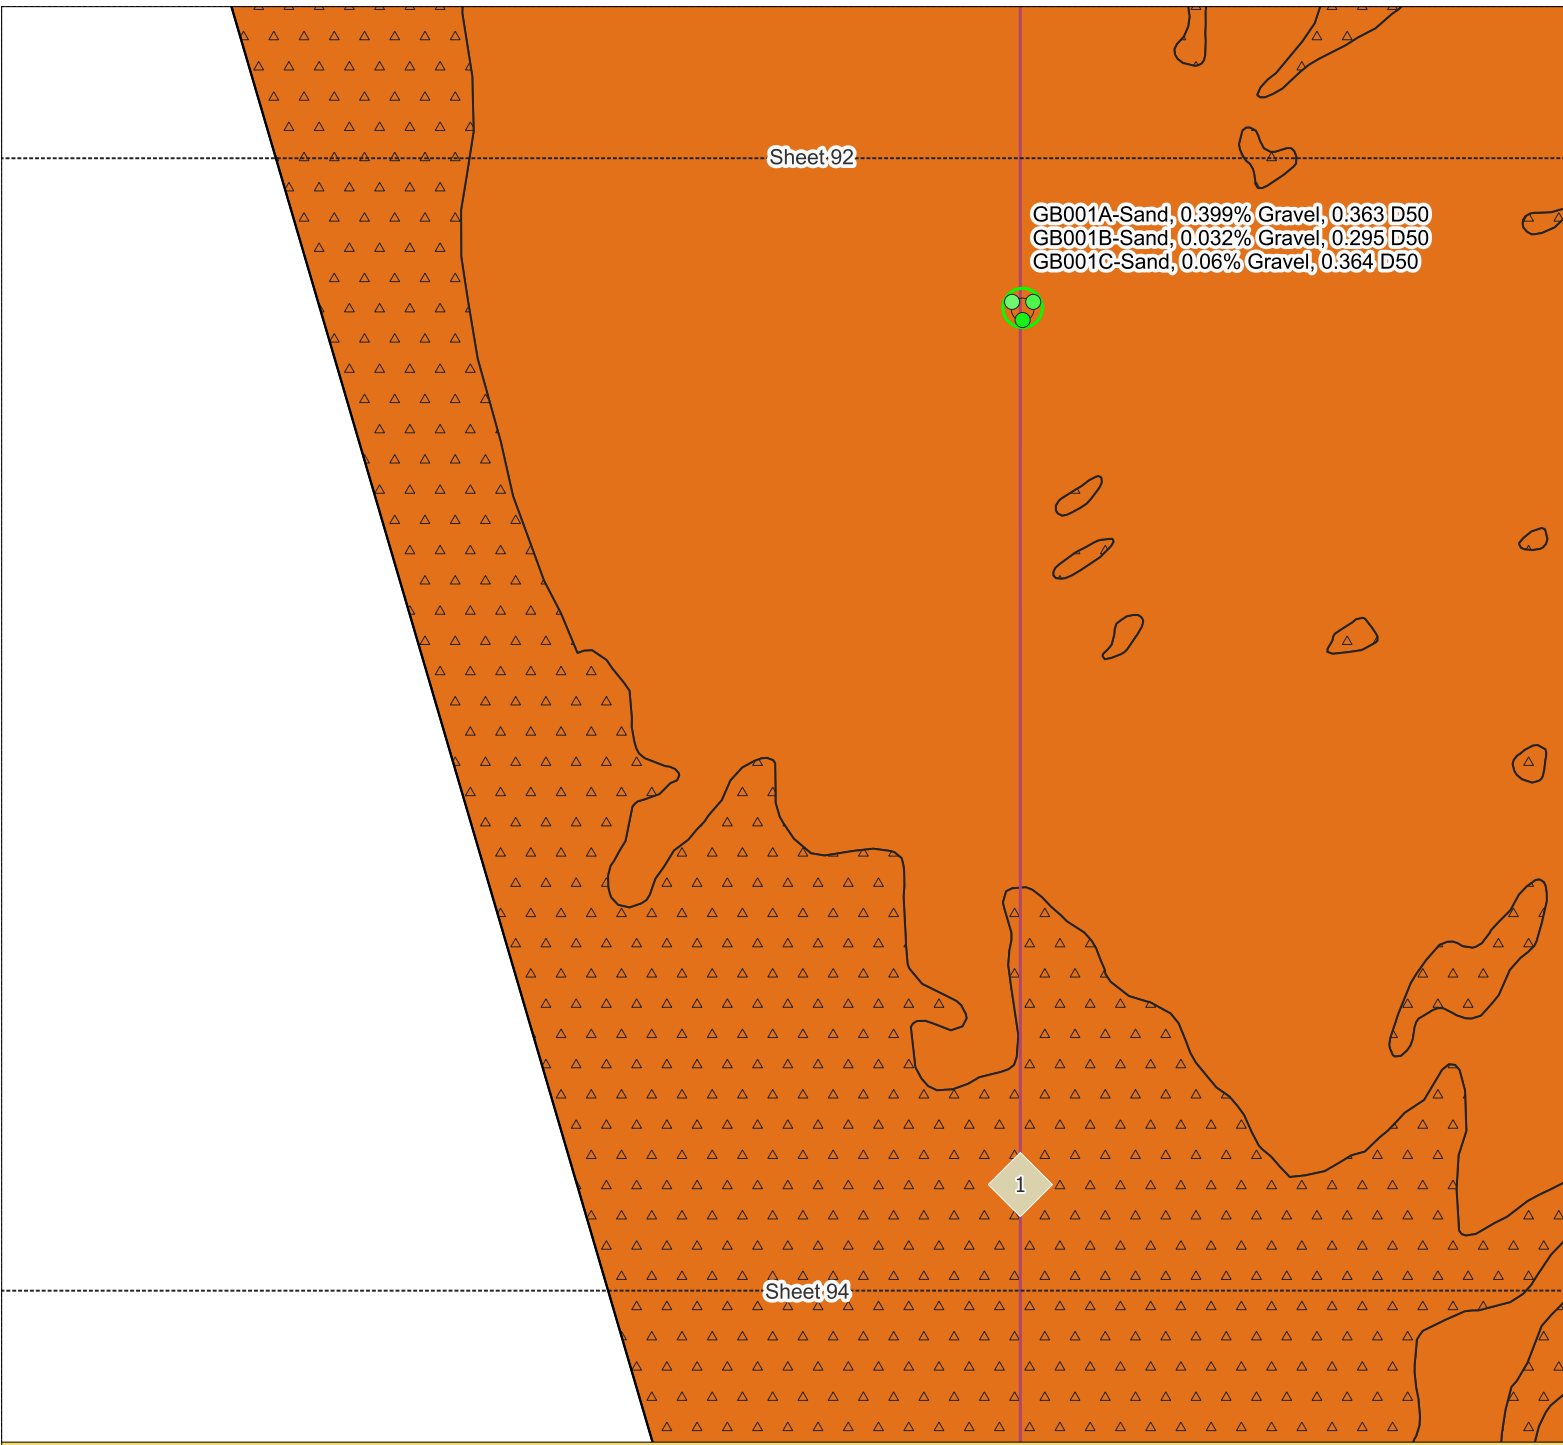 Sheet 92
GB001A-Sand, 0.399% Gravel, 0.363 D50
GB001B-Sand, 0.032% Gravel, 0.295 D50
GB001C-Sand, 0.06% Gravel, 0.364 D50
1
Sheet 94